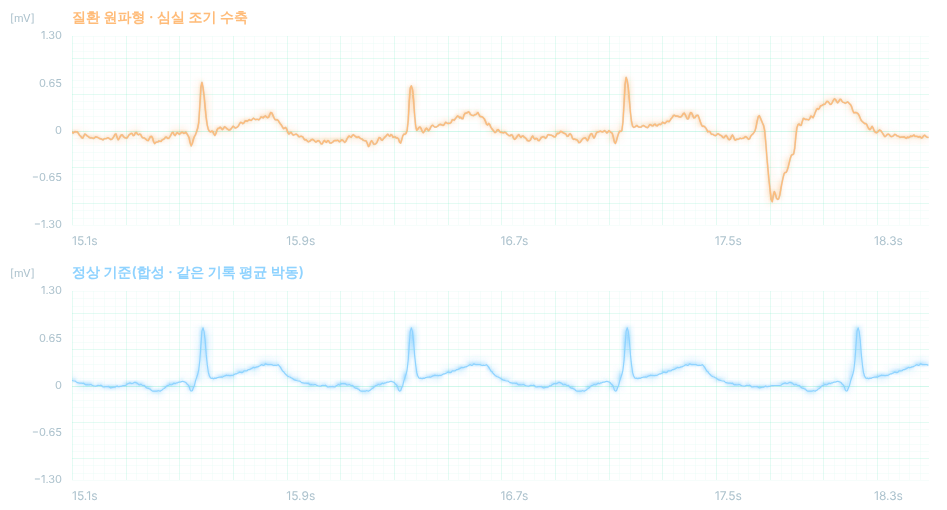 [mV]
질환 원파형 · 심실 조기 수축
1.30
0.65
0
−0.65
−1.30
15.1s 15.9s 16.7s 17.5s 18.3s
[mV]
정상 기준(합성 · 같은 기록 평균 박동)
1.30
0.65
0
−0.65
−1.30
15.1s 15.9s 16.7s 17.5s 18.3s